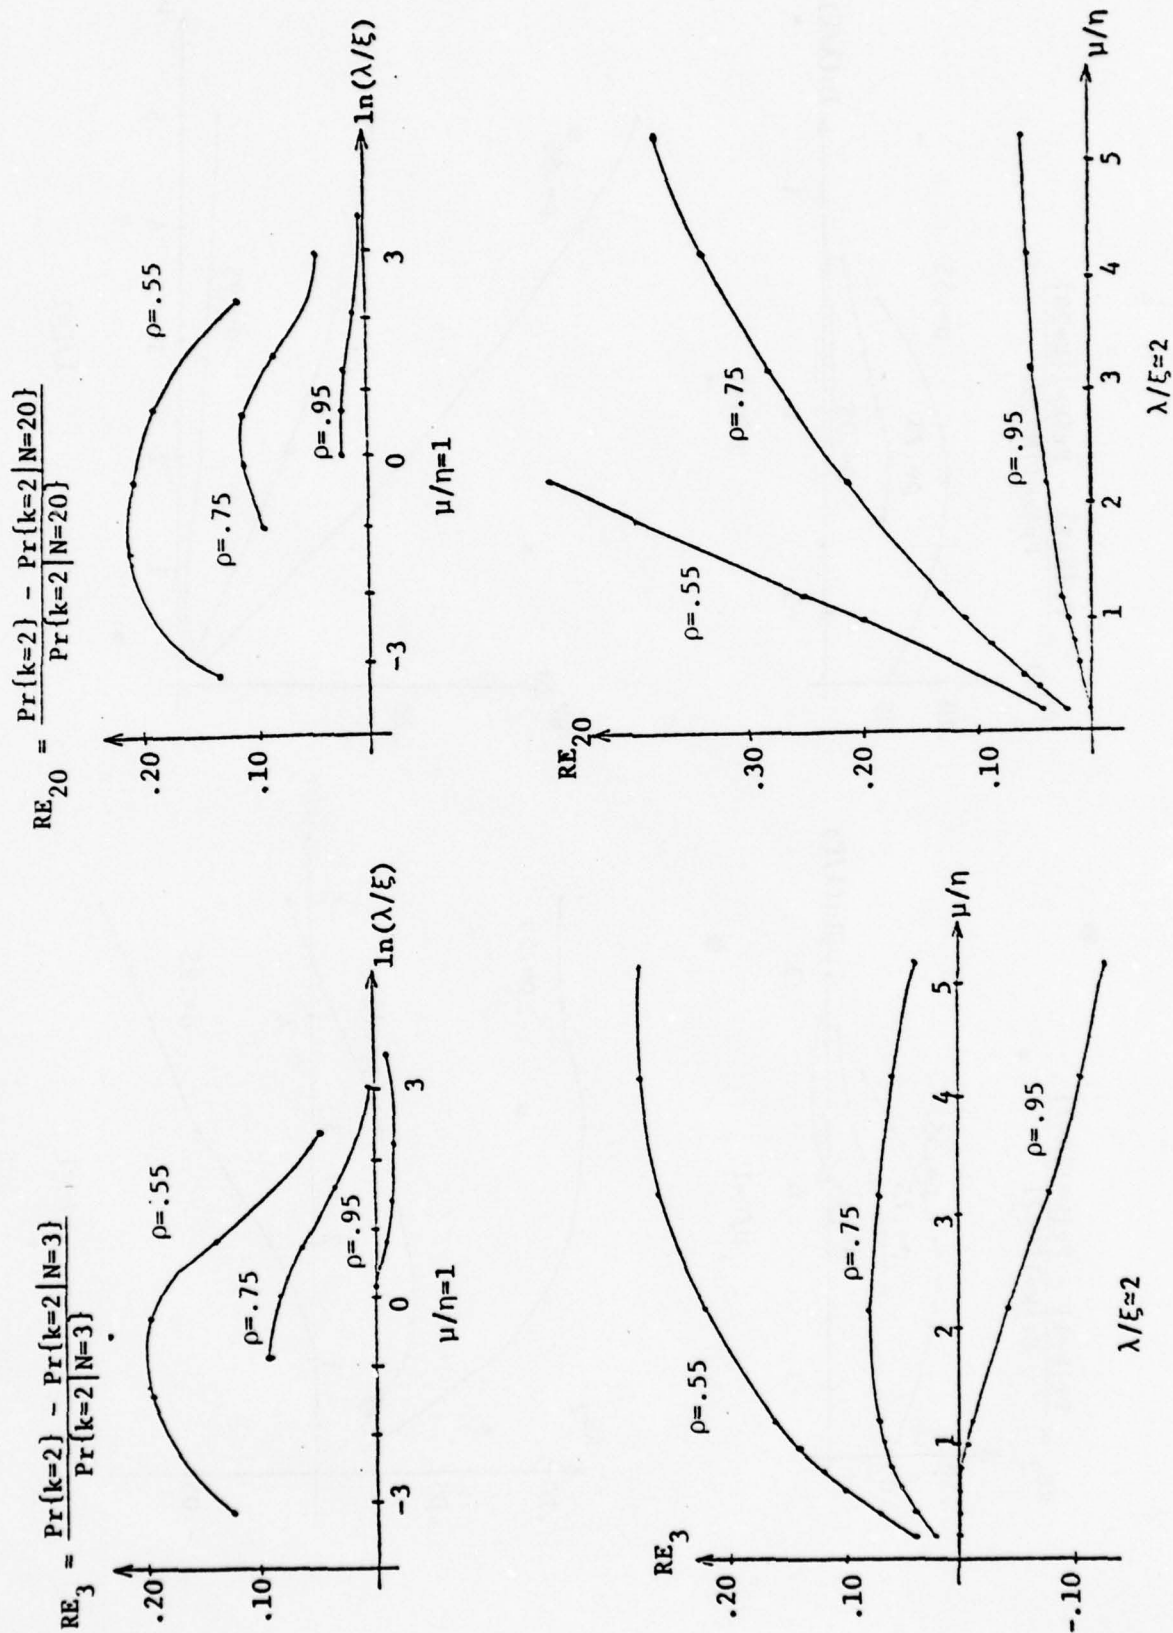 RE₃ = Pr{k=2} - Pr{k=2|N=3}
Pr{k=2|N=3}
.20
.10
-3
0
3
ln(λ/ξ)
ρ=.55
ρ=.75
ρ=.95
μ/η=1
RE₂₀ = Pr{k=2} - Pr{k=2|N=20}
Pr{k=2|N=20}
.20
.10
-3
0
3
ln(λ/ξ)
ρ=.55
ρ=.75
ρ=.95
μ/η=1
RE₃
.20
.10
-.10
1
2
3
4
5
μ/η
ρ=.55
ρ=.75
ρ=.95
λ/ξ≃2
RE₂₀
.30
.20
.10
1
2
3
4
5
μ/η
ρ=.55
ρ=.75
ρ=.95
λ/ξ≃2